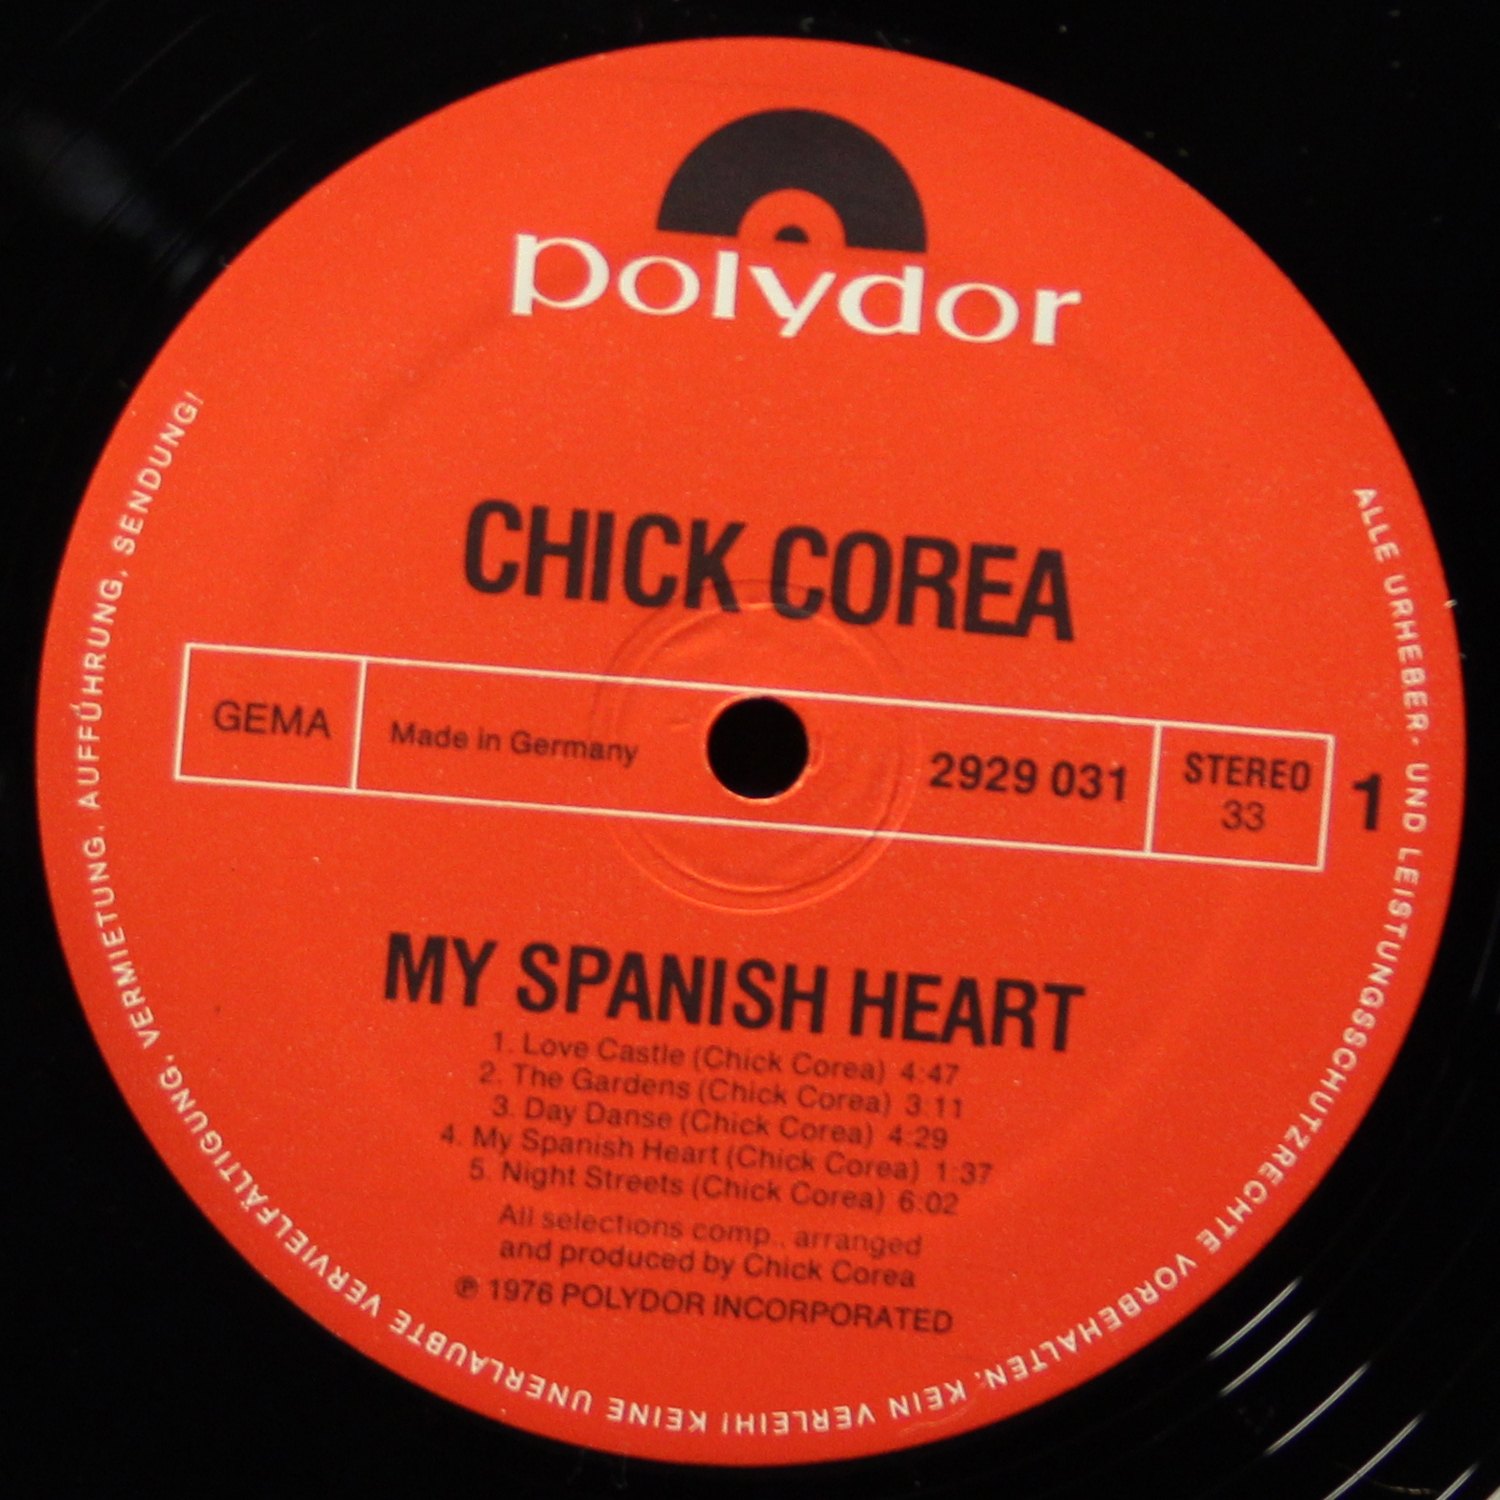 polydor
CHICK COREA
GEMA
Made in Germany
2929 031
STEREO
33
1
MY SPANISH HEART
1. Love Castle (Chick Corea) 4:47
2. The Gardens (Chick Corea) 3:11
3. Day Danse (Chick Corea) 4:29
4. My Spanish Heart (Chick Corea) 1:37
5. Night Streets (Chick Corea) 6:02
All selections comp., arranged
and produced by Chick Corea
℗ 1976 POLYDOR INCORPORATED
ALLE URHEBER- UND LEISTUNGSSCHUTZRECHTE VORBEHALTEN. KEIN VERLEIH! KEINE UNERLAUBTE VERVIELFÄLTIGUNG, VERMIETUNG, AUFFÜHRUNG, SENDUNG!